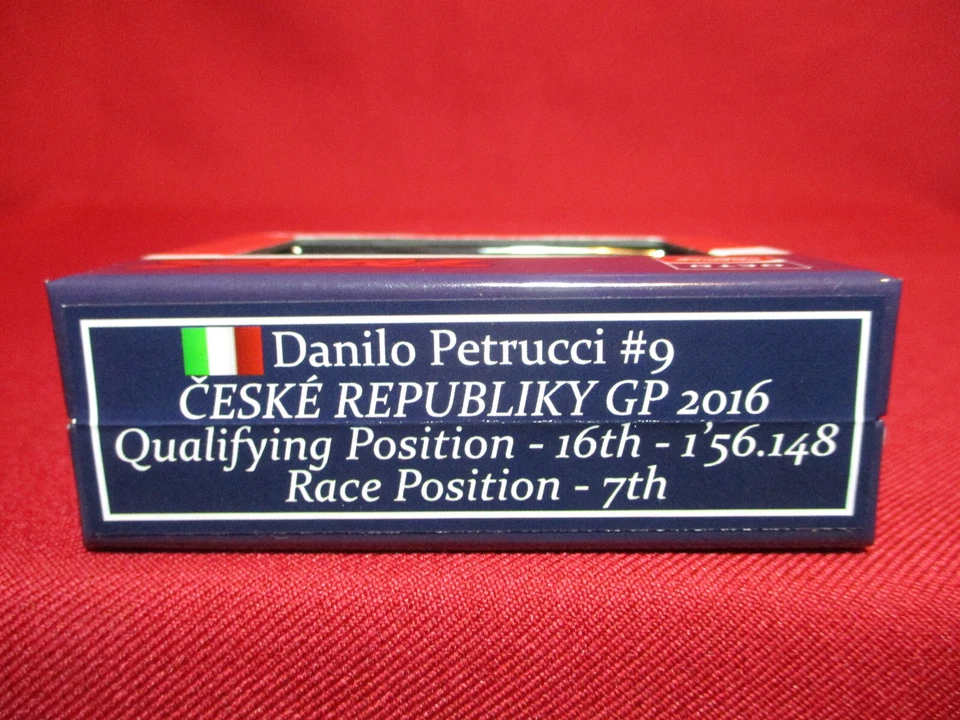 Danilo Petrucci #9
ČESKÉ REPUBLIKY GP 2016
Qualifying Position - 16th - 1'56.148
Race Position - 7th